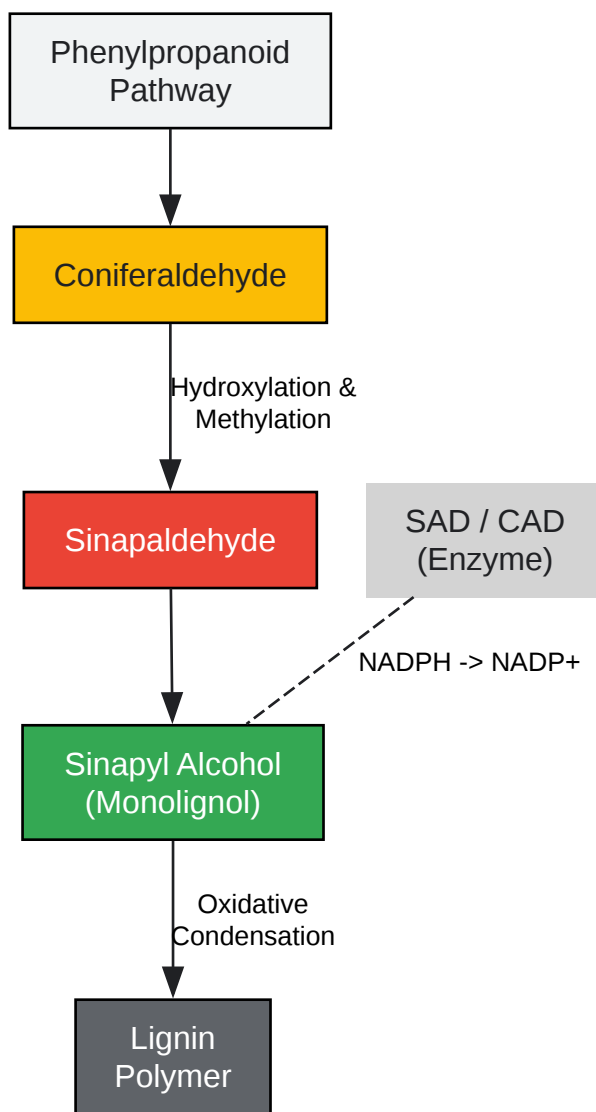 Phenylpropanoid
Pathway
Coniferaldehyde
Hydroxylation &
Methylation
Sinapaldehyde
SAD / CAD
(Enzyme)
NADPH -> NADP+
Sinapyl Alcohol
(Monolignol)
Oxidative
Condensation
Lignin
Polymer